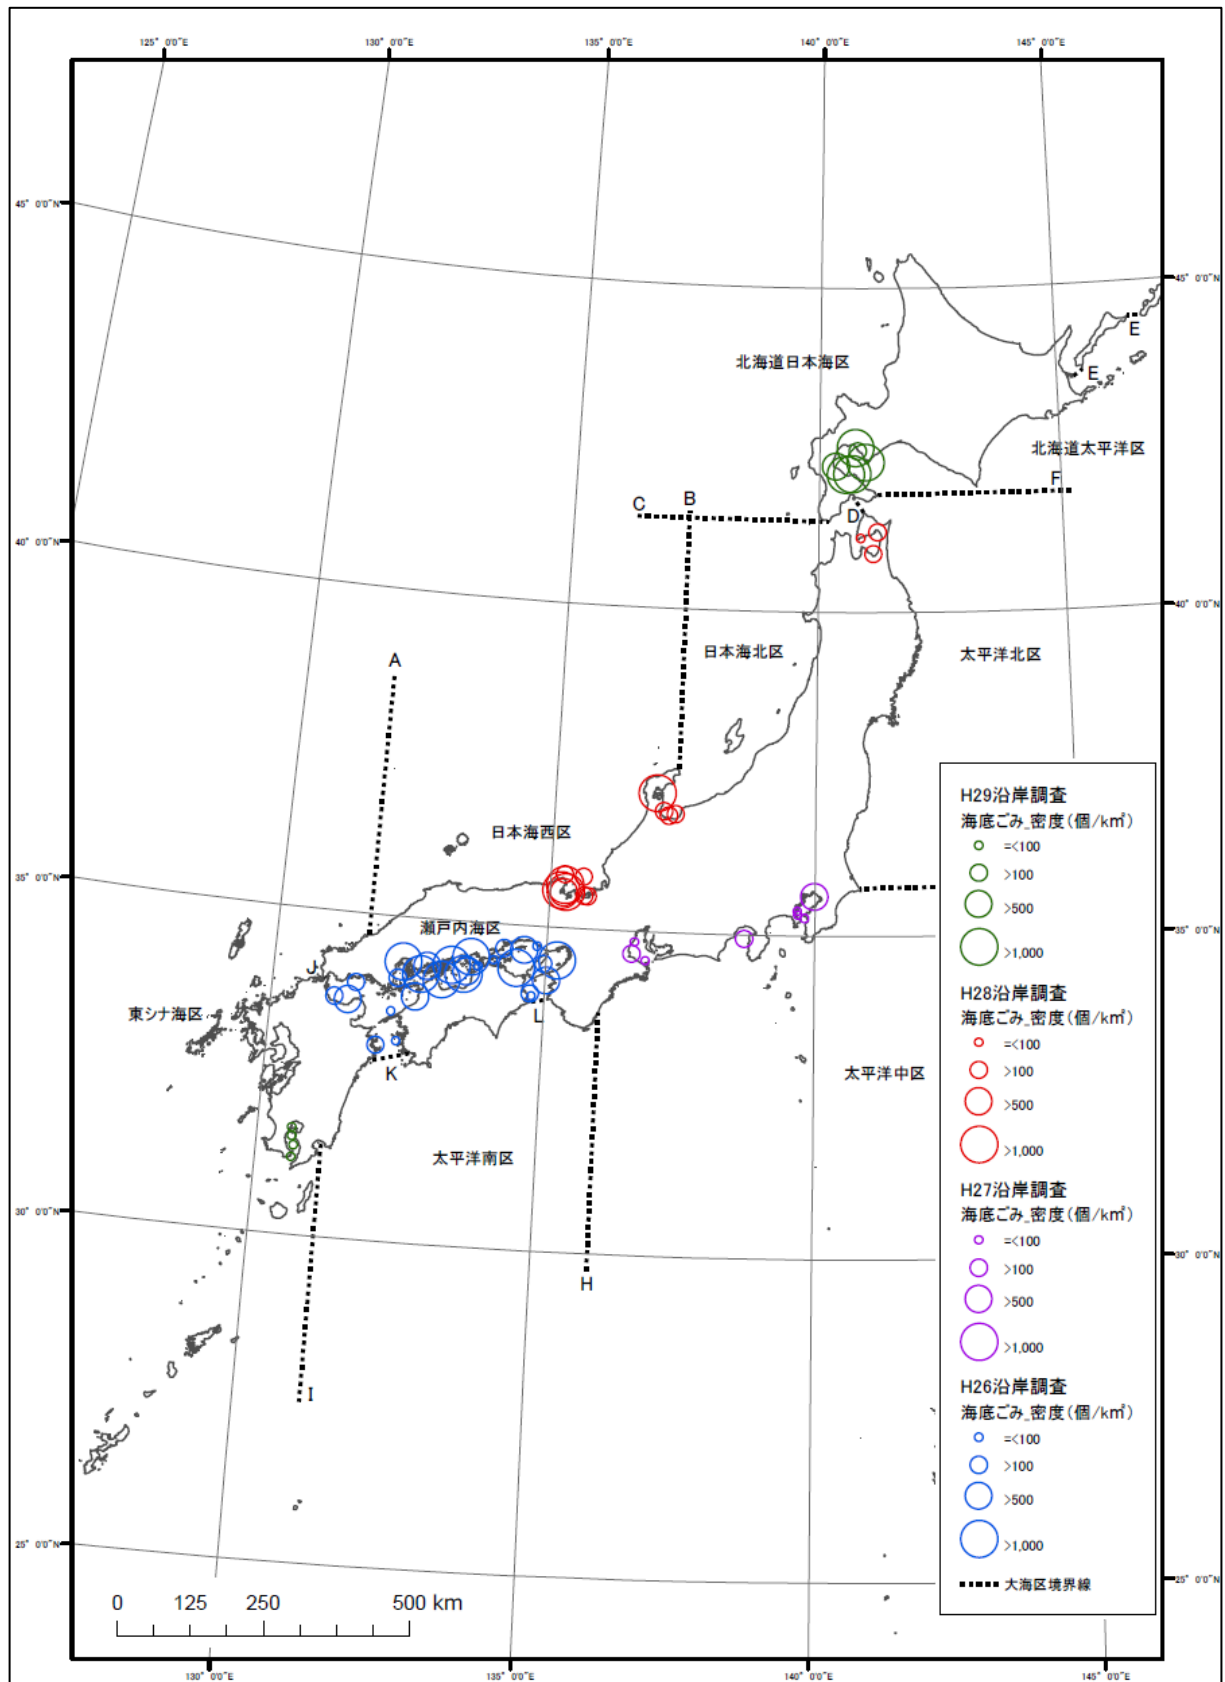 125° 0'0"E
130° 0'0"E
135° 0'0"E
140° 0'0"E
145° 0'0"E
45° 0'0"N
45° 0'0"N
E
E
北海道日本海区
北海道太平洋区
F
B
C
D
40° 0'0"N
40° 0'0"N
日本海北区
太平洋北区
A
日本海西区
35° 0'0"N
35° 0'0"N
瀬戸内海区
J
東シナ海区
L
K
太平洋中区
太平洋南区
30° 0'0"N
30° 0'0"N
H
I
25° 0'0"N
25° 0'0"N
H29沿岸調査
海底ごみ_密度(個/k㎡)
=<100
>100
>500
>1,000
H28沿岸調査
海底ごみ_密度(個/k㎡)
=<100
>100
>500
>1,000
H27沿岸調査
海底ごみ_密度(個/k㎡)
=<100
>100
>500
>1,000
H26沿岸調査
海底ごみ_密度(個/k㎡)
=<100
>100
>500
>1,000
大海区境界線
0 125 250 500 km
130° 0'0"E
135° 0'0"E
140° 0'0"E
145° 0'0"E